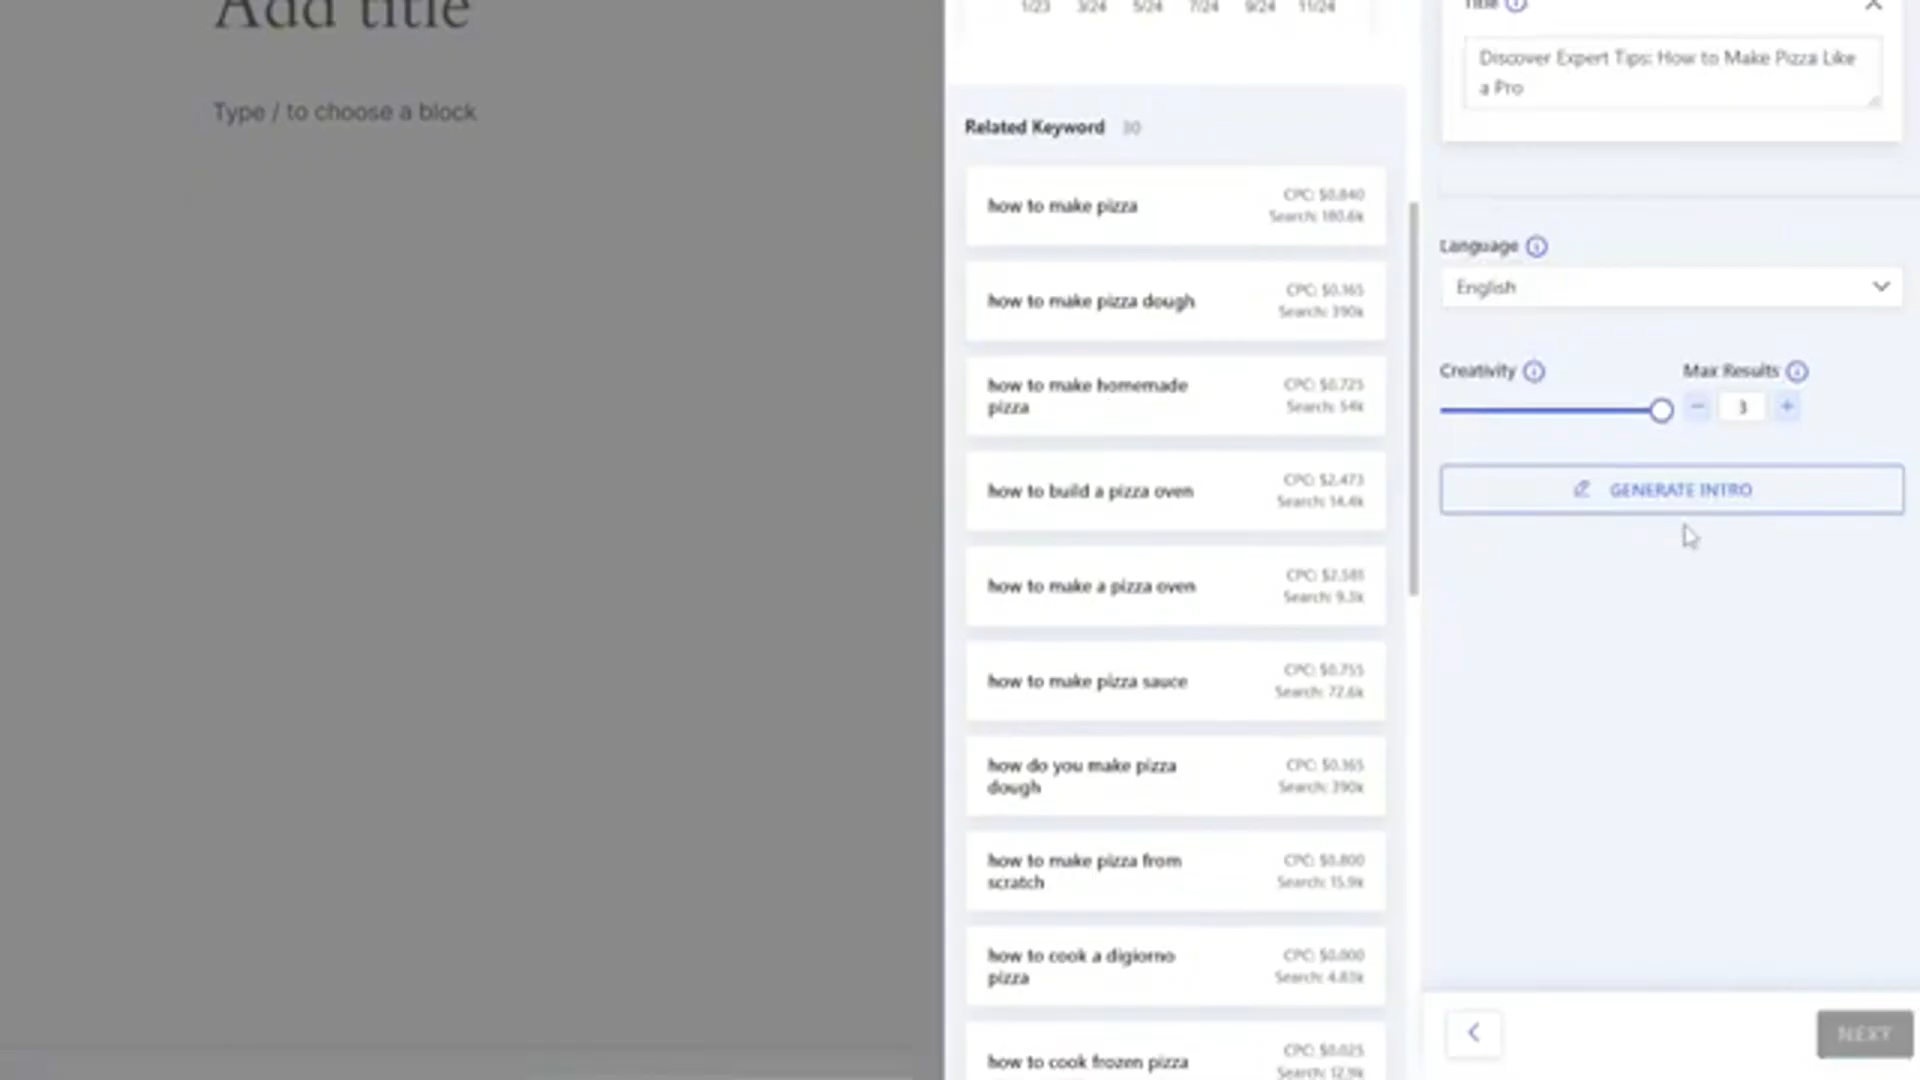 Add title
Type / to choose a block
1/23 3/24 5/24 7/24 9/24 11/24
Related Keyword 30
how to make pizza
CPC: $0.840
Search: 180.6k
how to make pizza dough
CPC: $0.365
Search: 390k
how to make homemade
pizza
CPC: $0.725
Search: 54k
how to build a pizza oven
CPC: $2.473
Search: 14.4k
how to make a pizza oven
CPC: $2.581
Search: 9.3k
how to make pizza sauce
CPC: $0.755
Search: 72.6k
how do you make pizza
dough
CPC: $0.365
Search: 390k
how to make pizza from
scratch
CPC: $0.800
Search: 15.9k
how to cook a digiorno
pizza
CPC: $0.000
Search:
how to cook frozen pizza
CPC: $0.025
Search: 12.9k
Title
Discover Expert Tips: How to Make Pizza Like
a Pro
Language
English
Creativity
Max Results
3
GENERATE INTRO
NEXT